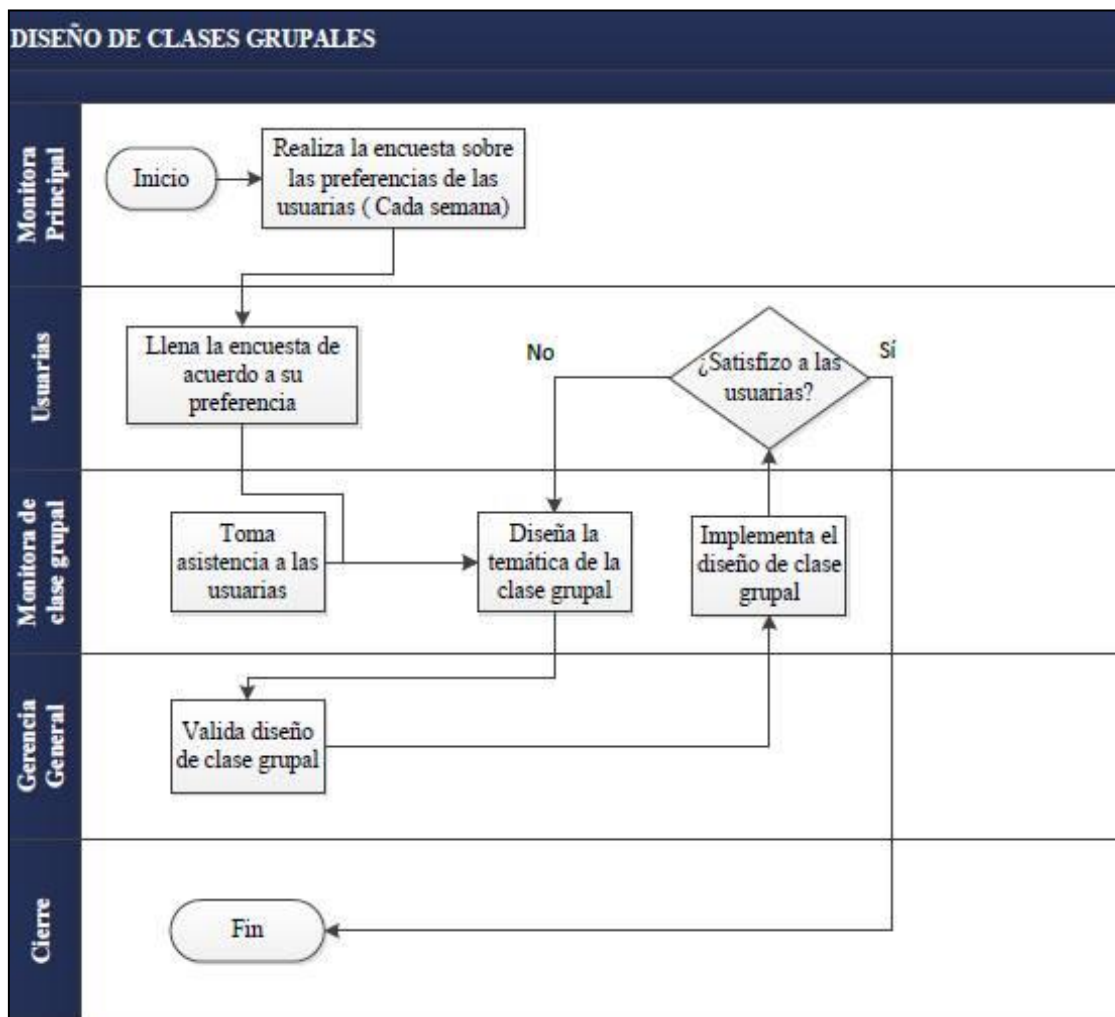 DISEÑO DE CLASES GRUPALES
Monitora
Principal
Inicio
Realiza la encuesta sobre
las preferencias de las
usuarias ( Cada semana)
Usuarias
Llena la encuesta de
acuerdo a su
preferencia
No
¿Satisfizo a las
usuarias?
Sí
Monitora de
clase grupal
Toma
asistencia a las
usuarias
Diseña la
temática de la
clase grupal
Implementa el
diseño de clase
grupal
Gerencia
General
Valida diseño
de clase grupal
Cierre
Fin